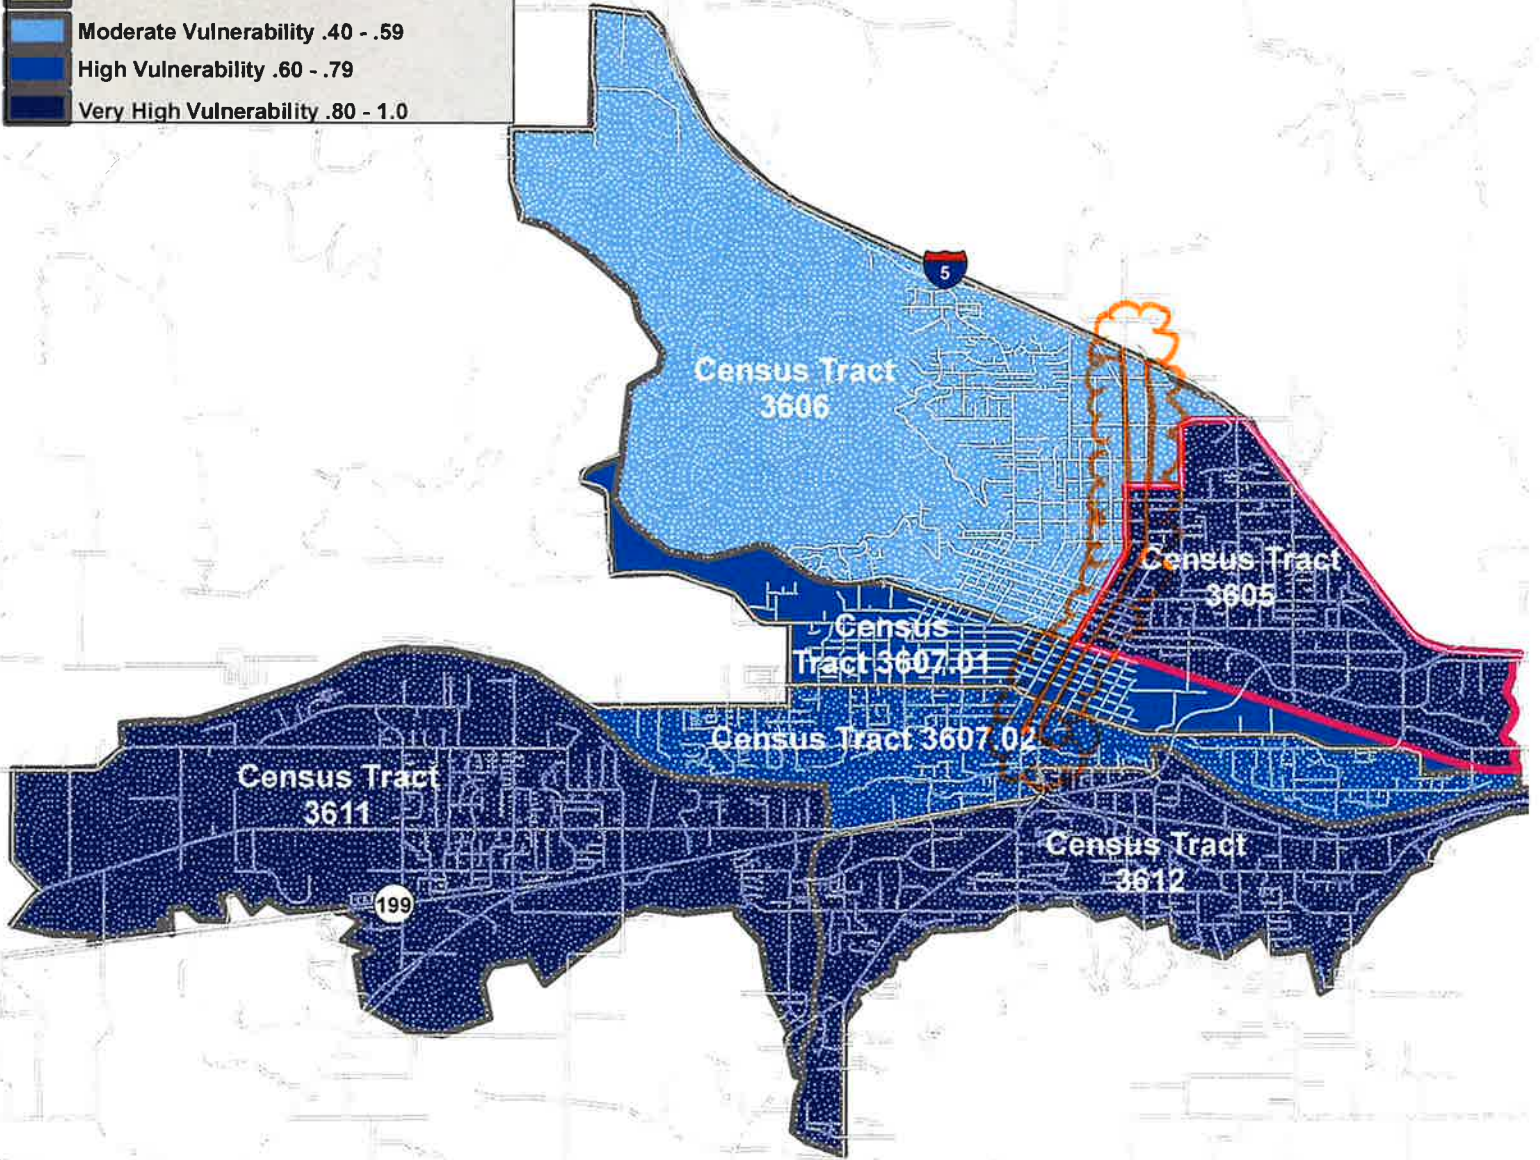 Moderate Vulnerability .40 - .59
High Vulnerability .60 - .79
Very High Vulnerability .80 - 1.0
5
Census Tract
3606
Census Tract
3605
Census
Tract 3607.01
Census Tract 3607.02
Census Tract
3611
Census Tract
3612
199